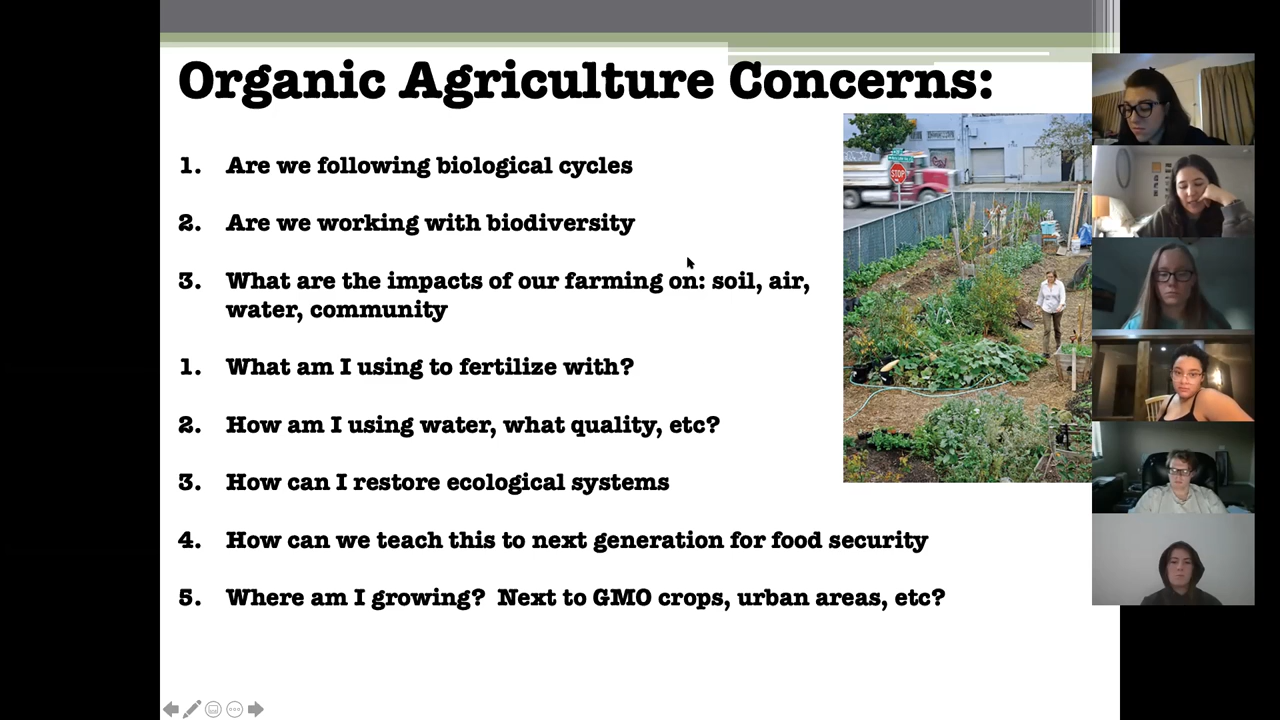 Organic Agriculture Concerns:
1. Are we following biological cycles
2. Are we working with biodiversity
3. What are the impacts of our farming on: soil, air,
water, community
1. What am I using to fertilize with?
2. How am I using water, what quality, etc?
3. How can I restore ecological systems
4. How can we teach this to next generation for food security
5. Where am I growing?  Next to GMO crops, urban areas, etc?
STOP